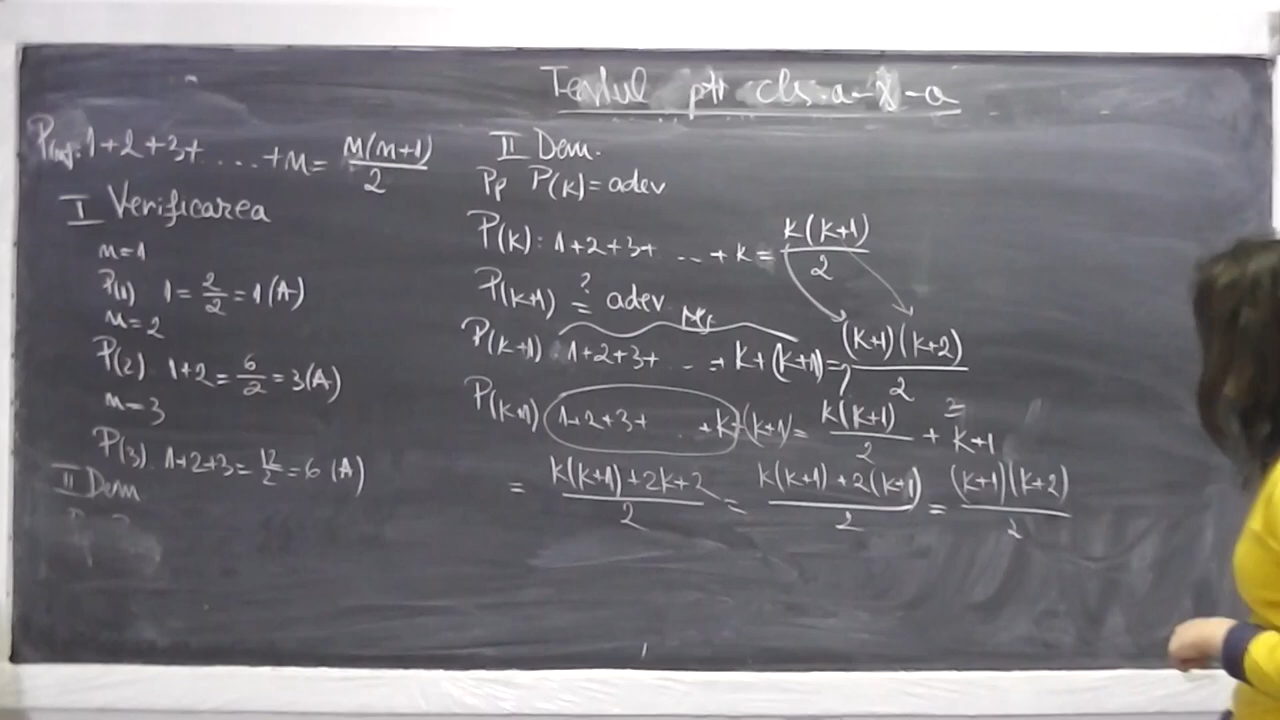 Testul ptr cls. a-X-a
P(n): 1+2+3+ .... +n = n(n+1)/2
I Verificarea
n=1
P(1) 1 = 2/2 = 1 (A)
n=2
P(2) 1+2 = 6/2 = 3 (A)
n=3
P(3). 1+2+3 = 12/2 = 6 (A)
II Dem
II Dem.
Pp P(k) = adev
P(k): 1+2+3+ ... +k = k(k+1)/2
P(k+1) =? adev.
P(k+1): 1+2+3+ ... + k+(k+1) =? (k+1)(k+2)/2
P(k+1) 1+2+3+ ... +k+(k+1) = k(k+1)/2 + 2) k+1
= k(k+1)+2k+2/2 = k(k+1)+2(k+1)/2 = (k+1)(k+2)/2